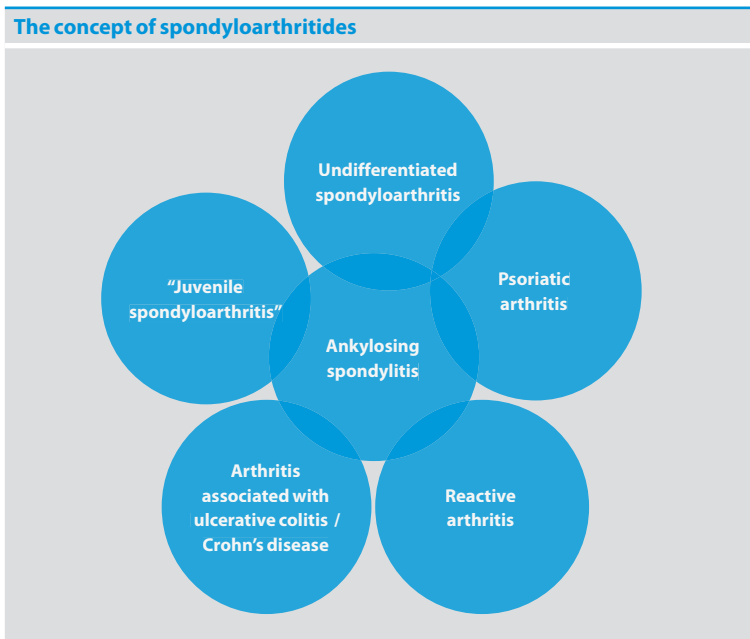 The concept of spondyloarthritides
Undifferentiated
spondyloarthritis
Psoriatic
arthritis
“Juvenile
spondyloarthritis”
Ankylosing
spondylitis
Arthritis
associated with
ulcerative colitis /
Crohn’s disease
Reactive
arthritis